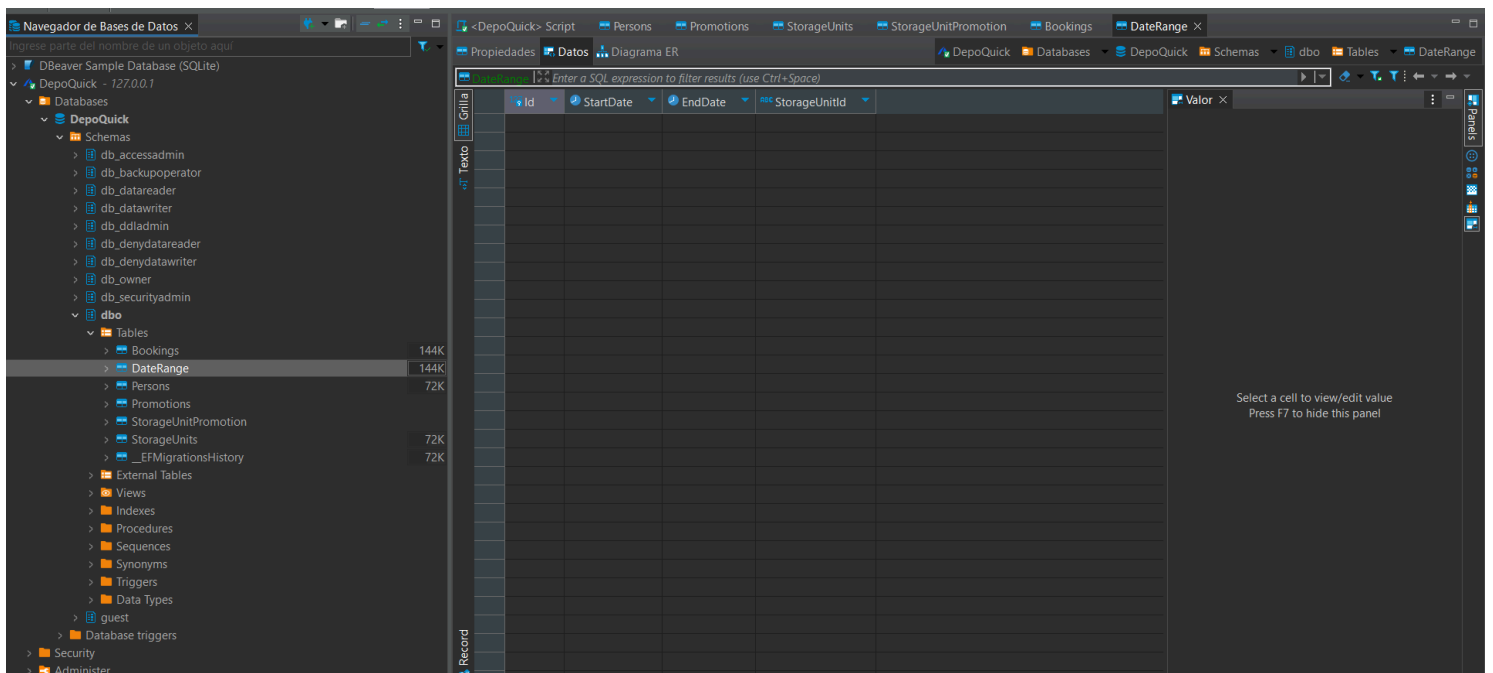 Navegador de Bases de Datos
Ingrese parte del nombre de un objeto aquí
DBeaver Sample Database (SQLite)
DepoQuick - 127.0.0.1
Databases
DepoQuick
Schemas
db_accessadmin
db_backupoperator
db_datareader
db_datawriter
db_ddladmin
db_denydatareader
db_denydatawriter
db_owner
db_securityadmin
dbo
Tables
Bookings 144K
DateRange 144K
Persons 72K
Promotions
StorageUnitPromotion
StorageUnits 72K
__EFMigrationsHistory 72K
External Tables
Views
Indexes
Procedures
Sequences
Synonyms
Triggers
Data Types
guest
Database triggers
Security
Administer
<DepoQuick> Script Persons Promotions StorageUnits StorageUnitPromotion Bookings DateRange
Propiedades Datos Diagrama ER DepoQuick Databases DepoQuick Schemas dbo Tables DateRange
DateRange Enter a SQL expression to filter results (use Ctrl+Space)
Grilla
Texto
Record
Id StartDate EndDate ABC StorageUnitId
Valor
Select a cell to view/edit value
Press F7 to hide this panel
Panels